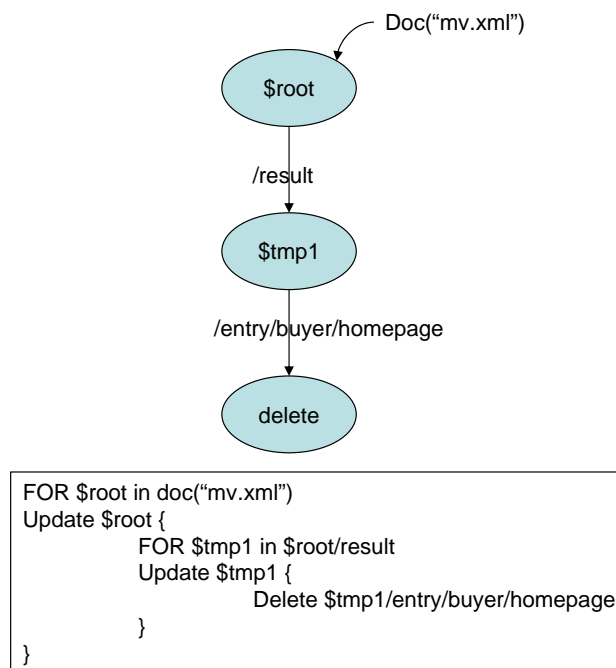 Doc(“mv.xml”)
$root
/result
$tmp1
/entry/buyer/homepage
delete
FOR $root in doc(“mv.xml”)
Update $root {
FOR $tmp1 in $root/result
Update $tmp1 {
Delete $tmp1/entry/buyer/homepage
}
}